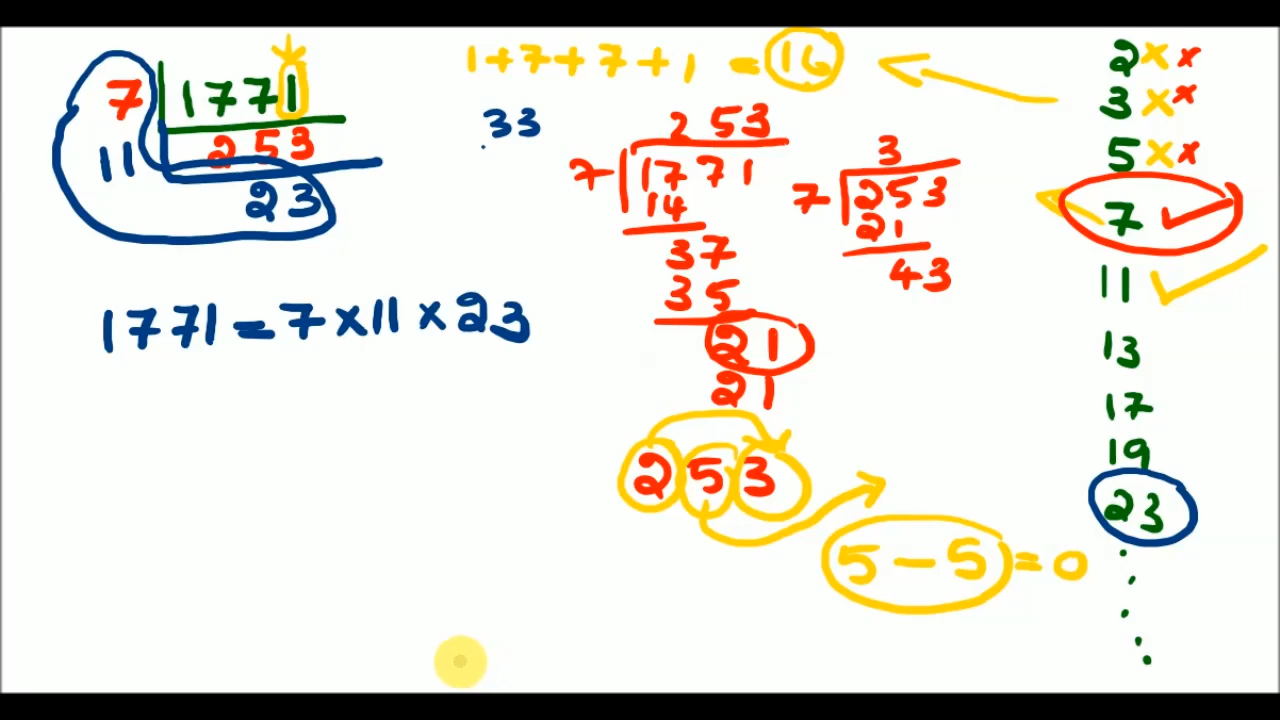 7 | 1771
11 | 253
23
1771 = 7 × 11 × 23
1 + 7 + 7 + 1 = 16
33
253
7 | 1771
14
37
35
21
21
3
7 | 253
21
43
253
5 – 5 = 0
2 × ×
3 × ×
5 × ×
7 ✓
11 ✓
13
17
19
23